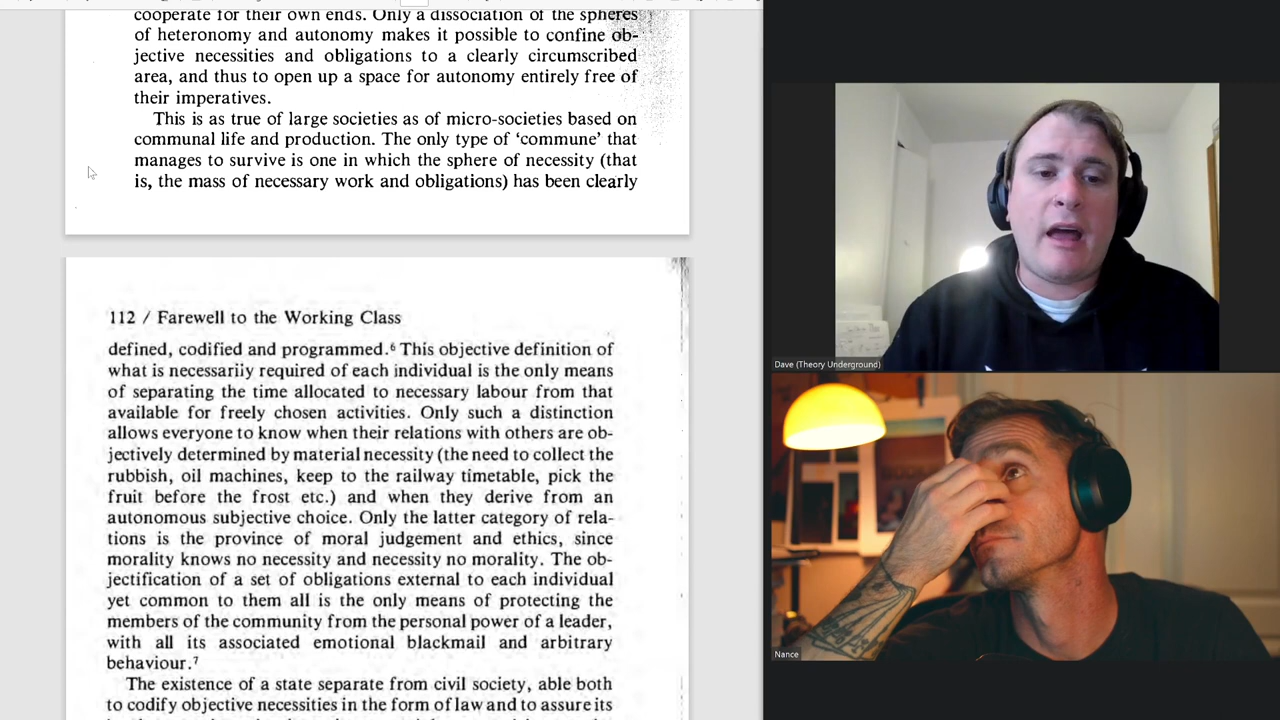 cooperate for their own ends. Only a dissociation of the spheres
of heteronomy and autonomy makes it possible to confine ob-
jective necessities and obligations to a clearly circumscribed
area, and thus to open up a space for autonomy entirely free of
their imperatives.
This is as true of large societies as of micro-societies based on
communal life and production. The only type of ‘commune’ that
manages to survive is one in which the sphere of necessity (that
is, the mass of necessary work and obligations) has been clearly
112 / Farewell to the Working Class
defined, codified and programmed.⁶ This objective definition of
what is necessariiy required of each individual is the only means
of separating the time allocated to necessary labour from that
available for freely chosen activities. Only such a distinction
allows everyone to know when their relations with others are ob-
jectively determined by material necessity (the need to collect the
rubbish, oil machines, keep to the railway timetable, pick the
fruit before the frost etc.) and when they derive from an
autonomous subjective choice. Only the latter category of rela-
tions is the province of moral judgement and ethics, since
morality knows no necessity and necessity no morality. The ob-
jectification of a set of obligations external to each individual
yet common to them all is the only means of protecting the
members of the community from the personal power of a leader,
with all its associated emotional blackmail and arbitrary
behaviour.⁷
The existence of a state separate from civil society, able both
to codify objective necessities in the form of law and to assure its
Dave (Theory Underground)
Nance